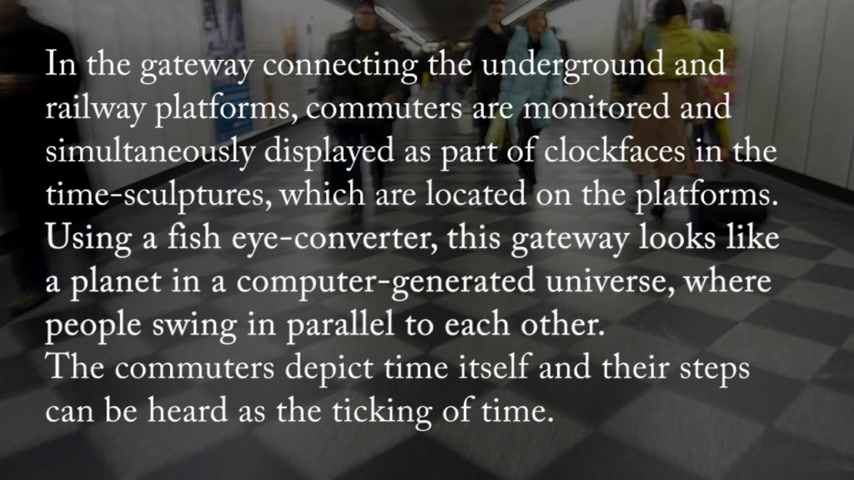 In the gateway connecting the underground and
railway platforms, commuters are monitored and
simultaneously displayed as part of clockfaces in the
time-sculptures, which are located on the platforms.
Using a fish eye-converter, this gateway looks like
a planet in a computer-generated universe, where
people swing in parallel to each other.
The commuters depict time itself and their steps
can be heard as the ticking of time.